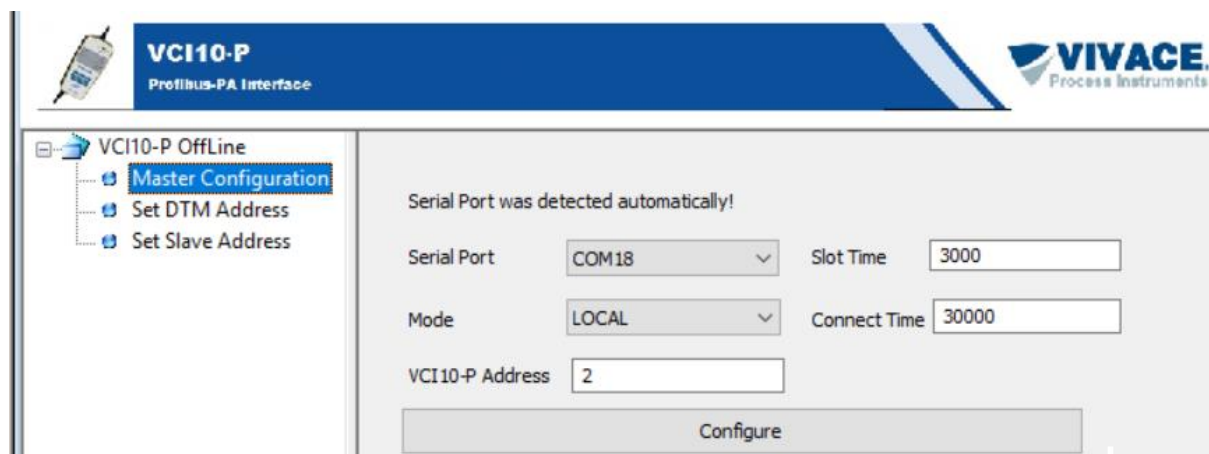 VCI10-P
Profibus-PA Interface
VIVACE.
Process Instruments
VCI10-P OffLine
Master Configuration
Set DTM Address
Set Slave Address
Serial Port was detected automatically!
Serial Port COM18 Slot Time 3000
Mode LOCAL Connect Time 30000
VCI10-P Address 2
Configure